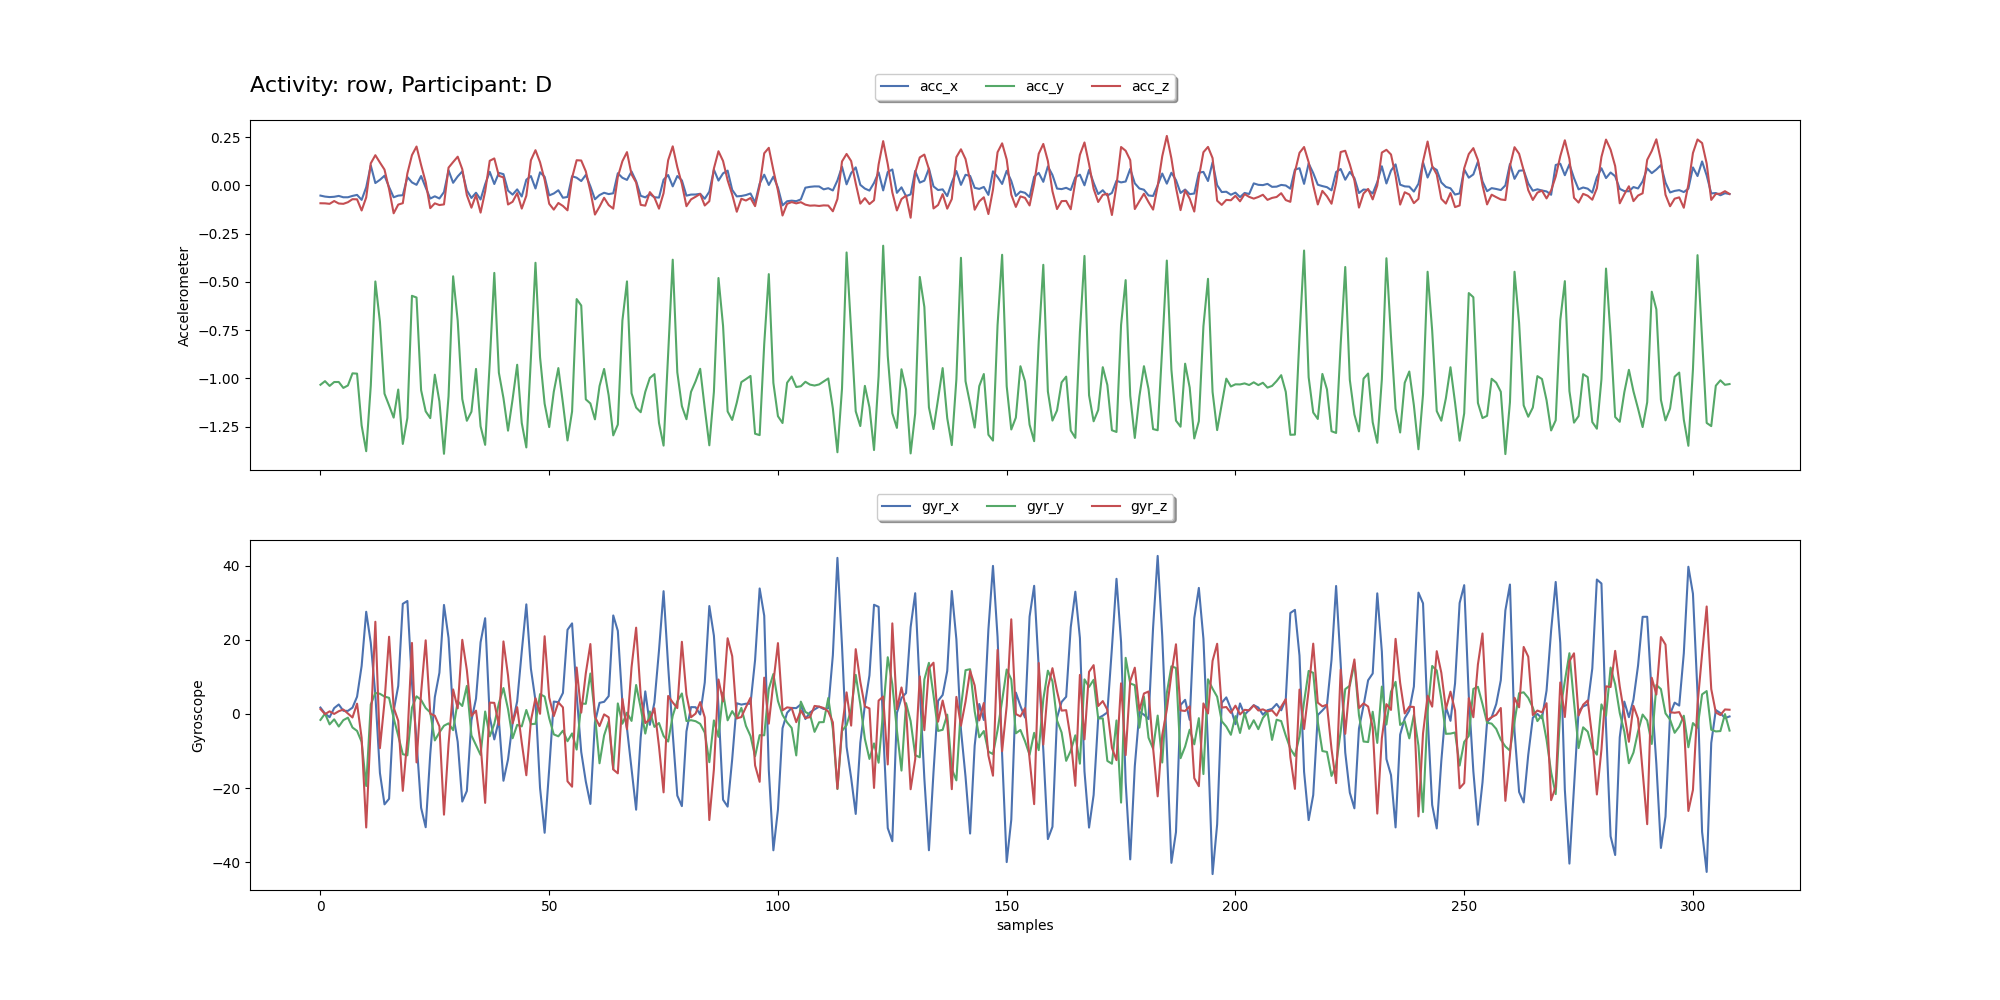 Activity: row, Participant: D
acc_x acc_y acc_z
0.25
0.00
−0.25
−0.50
−0.75
−1.00
−1.25
Accelerometer
gyr_x gyr_y gyr_z
40
20
0
−20
−40
Gyroscope
0 50 100 150 200 250 300
samples